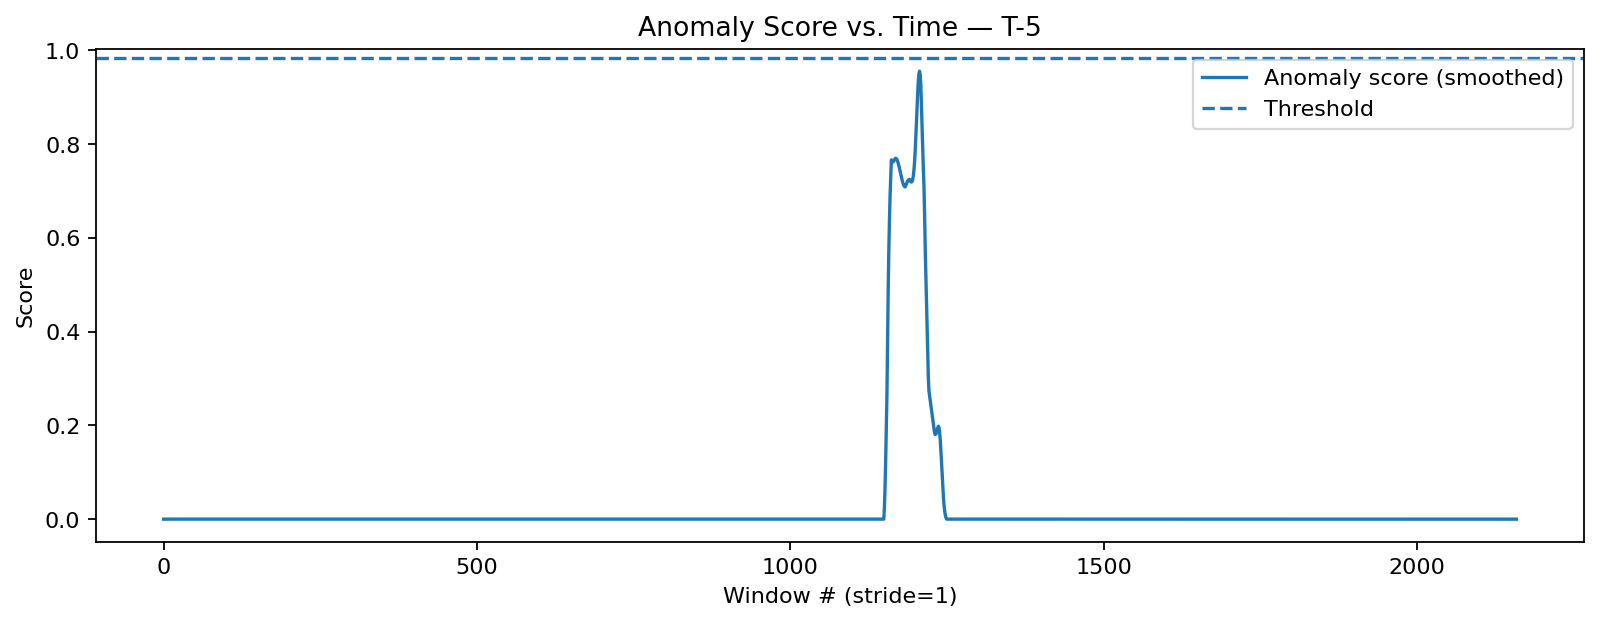 Anomaly Score vs. Time — T-5
1.0
0.8
0.6
0.4
0.2
0.0
Score
Anomaly score (smoothed)
Threshold
0 500 1000 1500 2000
Window # (stride=1)